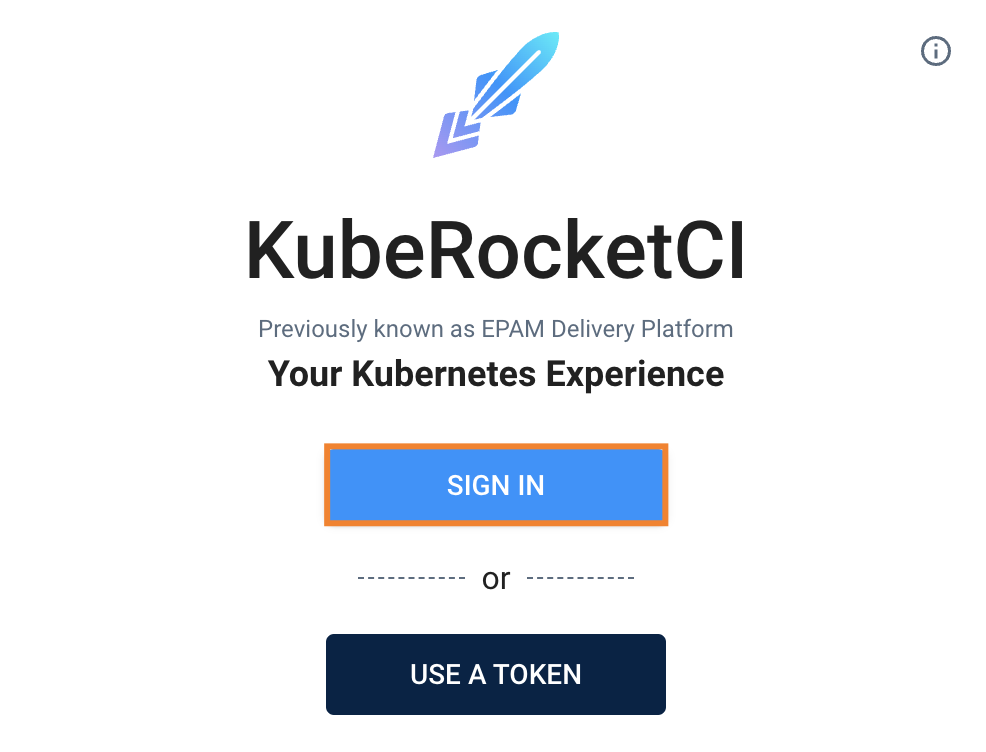 KubeRocketCI
Previously known as EPAM Delivery Platform
Your Kubernetes Experience
SIGN IN
or
USE A TOKEN